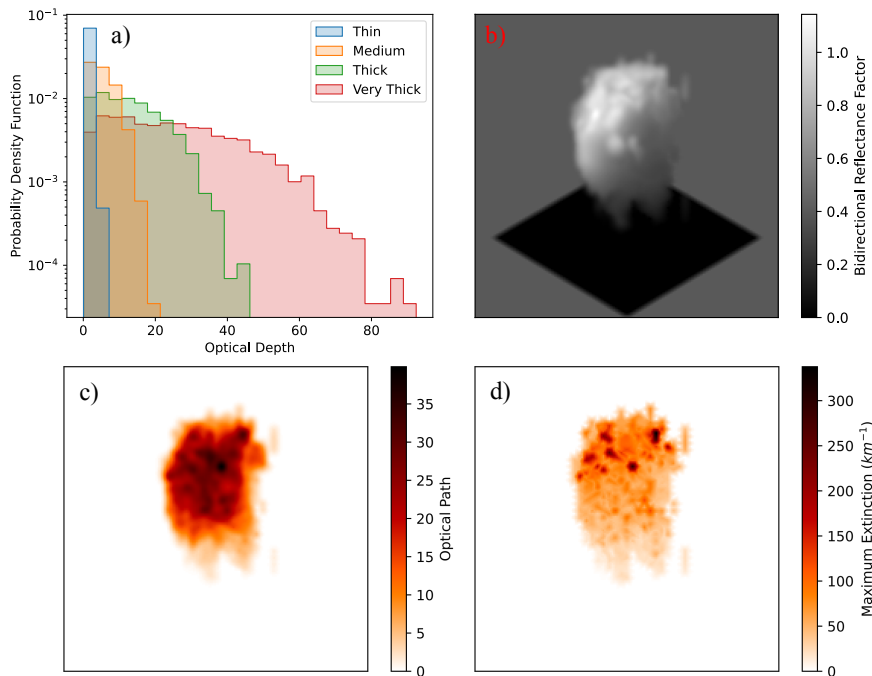 a)
Thin
Medium
Thick
Very Thick
10⁻¹
10⁻²
10⁻³
10⁻⁴
Probability Density Function
0 20 40 60 80
Optical Depth
b)
1.0
0.8
0.6
0.4
0.2
0.0
Bidirectional Reflectance Factor
c)
35
30
25
20
15
10
5
0
Optical Path
d)
300
250
200
150
100
50
0
Maximum Extinction (km⁻¹)